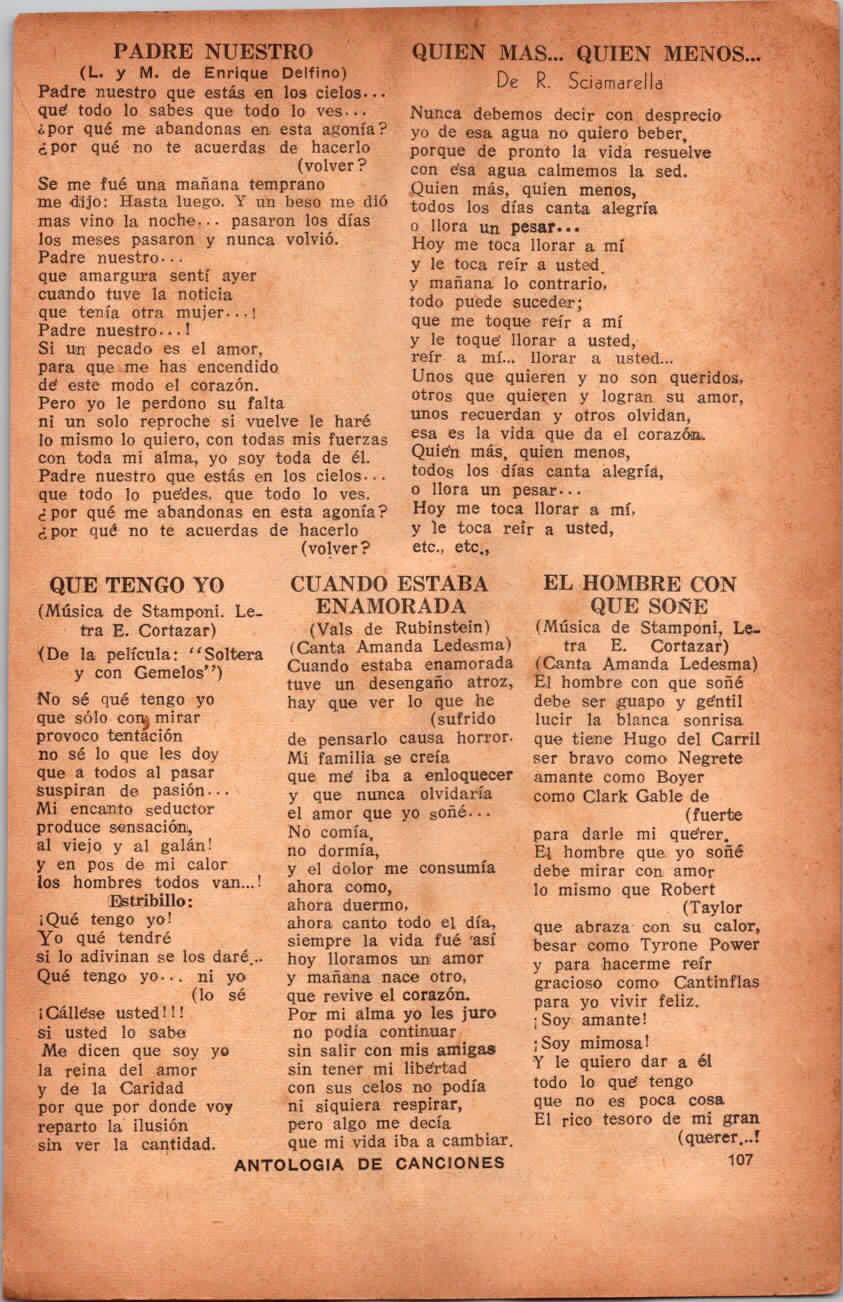 PADRE NUESTRO
(L. y M. de Enrique Delfino)
Padre nuestro que estás en los cielos...
qué todo lo sabes que todo lo ves...
¿por qué me abandonas en esta agonía?
¿por qué no te acuerdas de hacerlo
(volver?
Se me fué una mañana temprano
me dijo: Hasta luego. Y un beso me dió
mas vino la noche... pasaron los días
los meses pasaron y nunca volvió.
Padre nuestro...
que amargura sentí ayer
cuando tuve la noticia
que tenía otra mujer...!
Padre nuestro...!
Si un pecado es el amor,
para que me has encendido
dé este modo el corazón.
Pero yo le perdono su falta
ni un solo reproche si vuelve le haré
lo mismo lo quiero, con todas mis fuerzas
con toda mi alma, yo soy toda de él.
Padre nuestro que estás en los cielos...
que todo lo puédes, que todo lo ves.
¿por qué me abandonas en esta agonía?
¿por qué no te acuerdas de hacerlo
(volver?
QUIEN MAS... QUIEN MENOS...
De R. Sciamarella
Nunca debemos decir con desprecio
yo de esa agua no quiero beber,
porque de pronto la vida resuelve
con ésa agua calmemos la sed.
Quien más, quien menos,
todos los días canta alegría
o llora un pesar...
Hoy me toca llorar a mí
y le toca reír a usted.
y mañana lo contrario,
todo puede suceder;
que me toque reír a mí
y le toqué llorar a usted,
reír a mí... llorar a usted...
Unos que quieren y no son queridos,
otros que quieren y logran su amor,
unos recuerdan y otros olvidan,
esa es la vida que da el corazón.
Quién más, quien menos,
todos los días canta alegría,
o llora un pesar...
Hoy me toca llorar a mí,
y le toca reír a usted,
etc., etc.,
QUE TENGO YO
(Música de Stamponi. Le-
tra E. Cortazar)
(De la película: "Soltera
y con Gemelos")
No sé qué tengo yo
que sólo con mirar
provoco tentación
no sé lo que les doy
que a todos al pasar
suspiran de pasión...
Mi encanto seductor
produce sensación,
al viejo y al galán!
y en pos de mi calor
los hombres todos van...!
Estribillo:
¡Qué tengo yo!
Yo qué tendré
si lo adivinan se los daré...
Qué tengo yo... ni yo
(lo sé
¡Cállése usted!!!
si usted lo sabe
Me dicen que soy yo
la reina del amor
y de la Caridad
por que por donde voy
reparto la ilusión
sin ver la cantidad.
CUANDO ESTABA
ENAMORADA
(Vals de Rubinstein)
(Canta Amanda Ledesma)
Cuando estaba enamorada
tuve un desengaño atroz,
hay que ver lo que he
(sufrido
de pensarlo causa horror.
Mi familia se creía
que mé iba a enloquecer
y que nunca olvidaría
el amor que yo soñé...
No comía,
no dormía,
y el dolor me consumía
ahora como,
ahora duermo,
ahora canto todo el día,
siempre la vida fué así
hoy lloramos un amor
y mañana nace otro,
que revive el corazón.
Por mi alma yo les juro
no podía continuar
sin salir con mis amigas
sin tener mi libértad
con sus celos no podía
ni siquiera respirar,
pero algo me decía
que mi vida iba a cambiar.
EL HOMBRE CON
QUE SOÑE
(Música de Stamponi, Le-
tra E. Cortazar)
(Canta Amanda Ledesma)
El hombre con que soñé
debe ser guapo y géntil
lucir la blanca sonrisa
que tiene Hugo del Carril
ser bravo como Negrete
amante como Boyer
como Clark Gable de
(fuerte
para darle mi quérer.
El hombre que yo soñé
debe mirar con amor
lo mismo que Robert
(Taylor
que abraza con su calor,
besar como Tyrone Power
y para hacerme reír
gracioso como Cantinflas
para yo vivir feliz.
¡Soy amante!
¡Soy mimosa!
Y le quiero dar a él
todo lo qué tengo
que no es poca cosa
El rico tesoro de mi gran
(querer...!
ANTOLOGIA DE CANCIONES
107